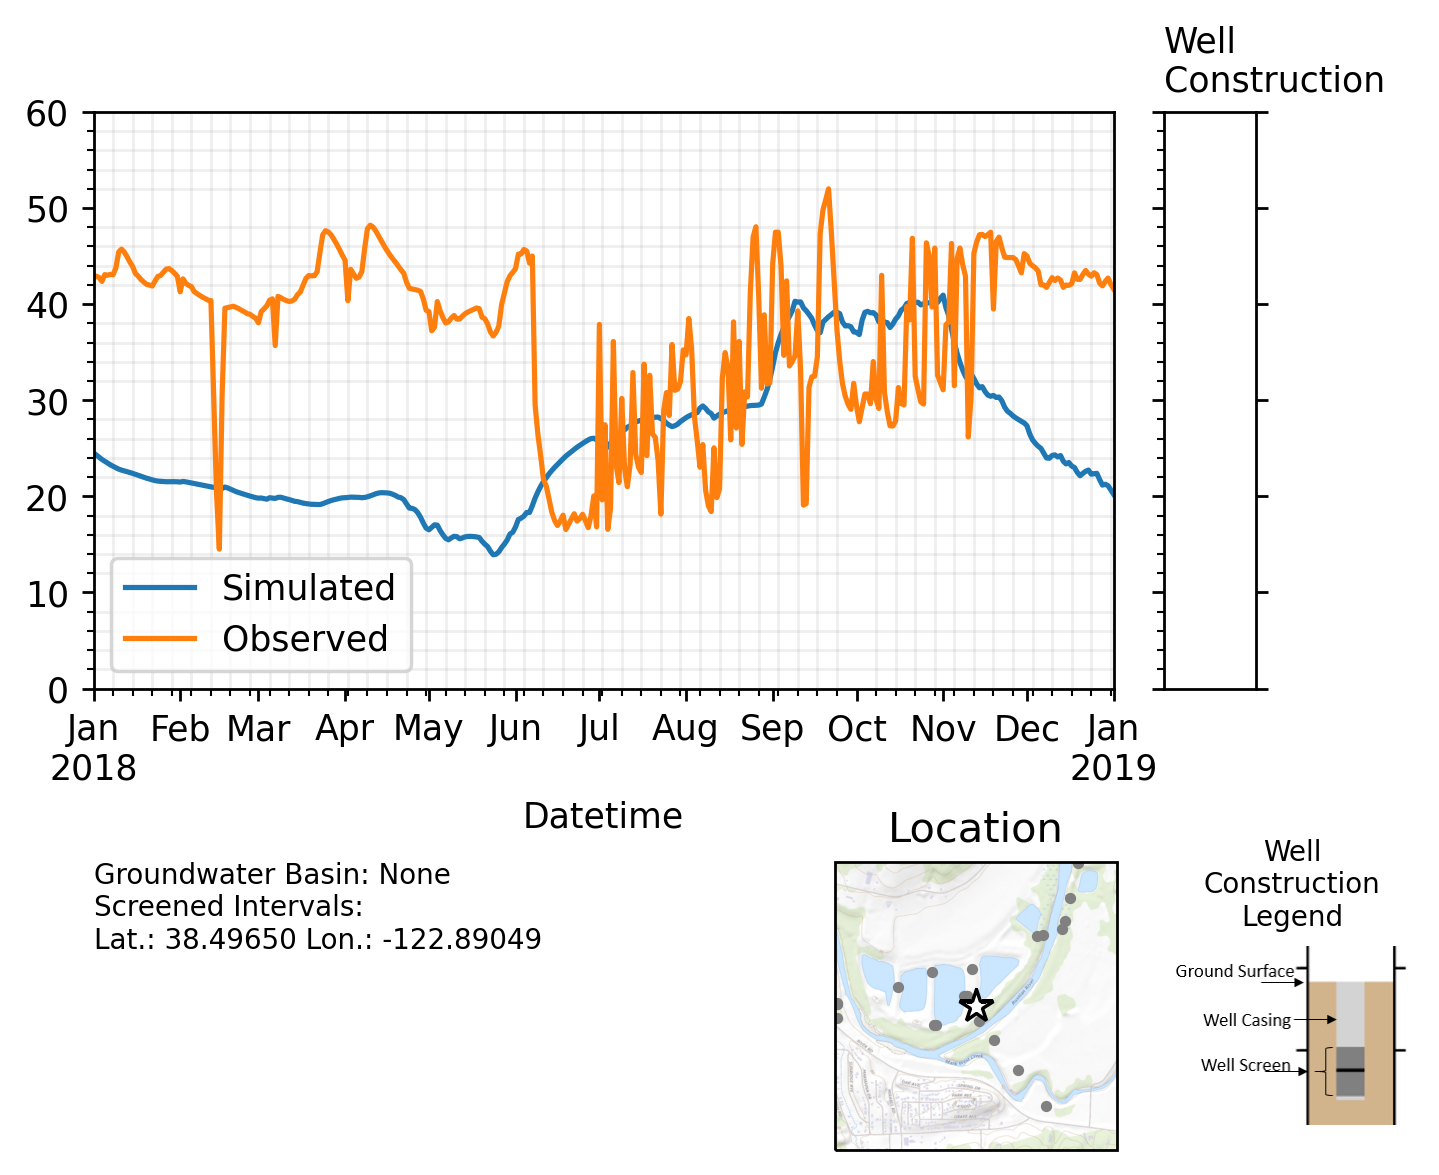 Well
Construction
60
50
40
30
20
10
0
Simulated
Observed
Jan Feb Mar Apr May Jun Jul Aug Sep Oct Nov Dec Jan
2018 2019
Datetime
Groundwater Basin: None
Screened Intervals:
Lat.: 38.49650 Lon.: -122.89049
Location
Well
Construction
Legend
Ground Surface
Well Casing
Well Screen